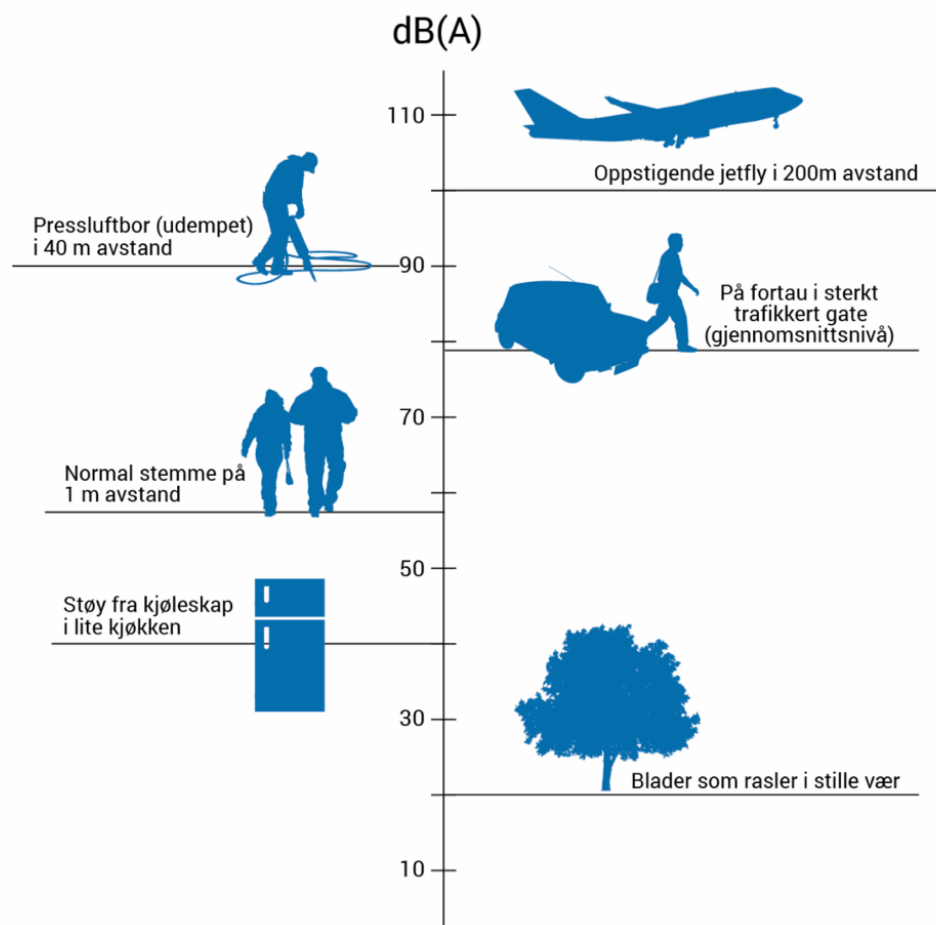 dB(A)
110
Oppstigende jetfly i 200m avstand
Pressluftbor (udempet)
i 40 m avstand
90
På fortau i sterkt
trafikkert gate
(gjennomsnittsnivå)
70
Normal stemme på
1 m avstand
50
Støy fra kjøleskap
i lite kjøkken
30
Blader som rasler i stille vær
10